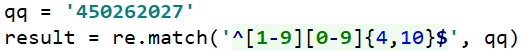 qq = '450262027'
result = re.match('^[1-9][0-9]{4,10}$', qq)